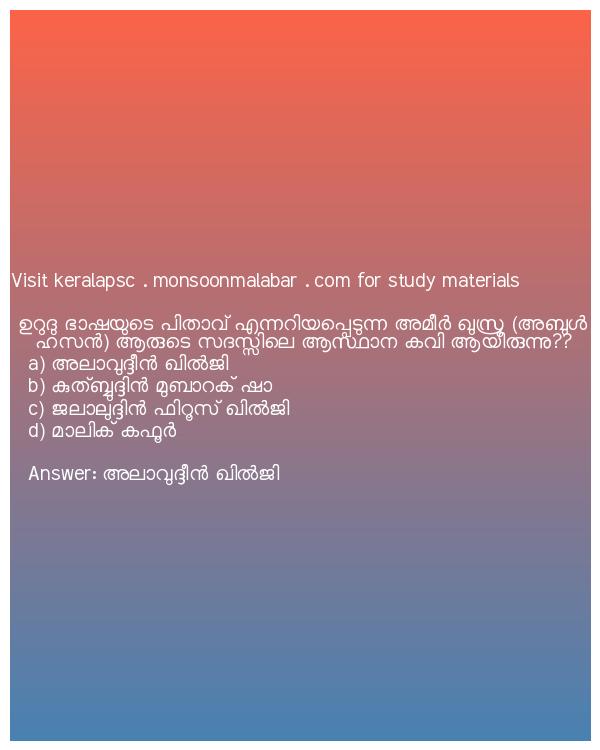 Visit keralapsc . monsoonmalabar . com for study materials
ഉറുദു ഭാഷയുടെ പിതാവ് എന്നറിയപ്പെടുന്ന അമീർ ഖുസ്രൂ (അബുൾ
ഹസൻ) ആരുടെ സദസ്സിലെ ആസ്ഥാന കവി ആയിരുന്നു??
a) അലാവുദ്ദീൻ ഖിൽജി
b) കുത്ബുദ്ദിൻ മുബാറക് ഷാ
c) ജലാലുദ്ദിൻ ഫിറൂസ് ഖിൽജി
d) മാലിക് കഫൂർ
Answer: അലാവുദ്ദീൻ ഖിൽജി